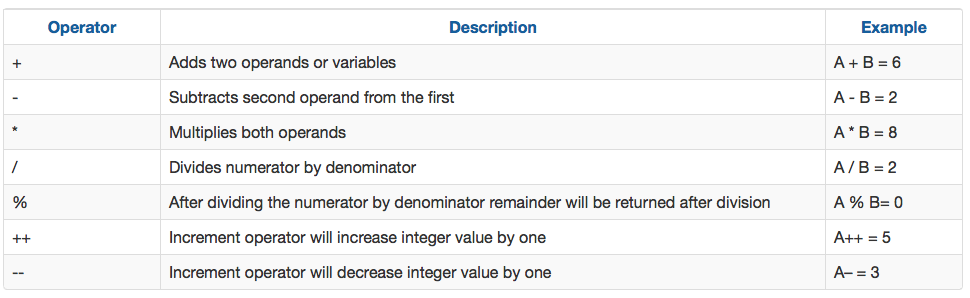 Operator Description Example
+ Adds two operands or variables A + B = 6
- Subtracts second operand from the first A - B = 2
* Multiplies both operands A * B = 8
/ Divides numerator by denominator A / B = 2
% After dividing the numerator by denominator remainder will be returned after division A % B= 0
++ Increment operator will increase integer value by one A++ = 5
-- Increment operator will decrease integer value by one A– = 3